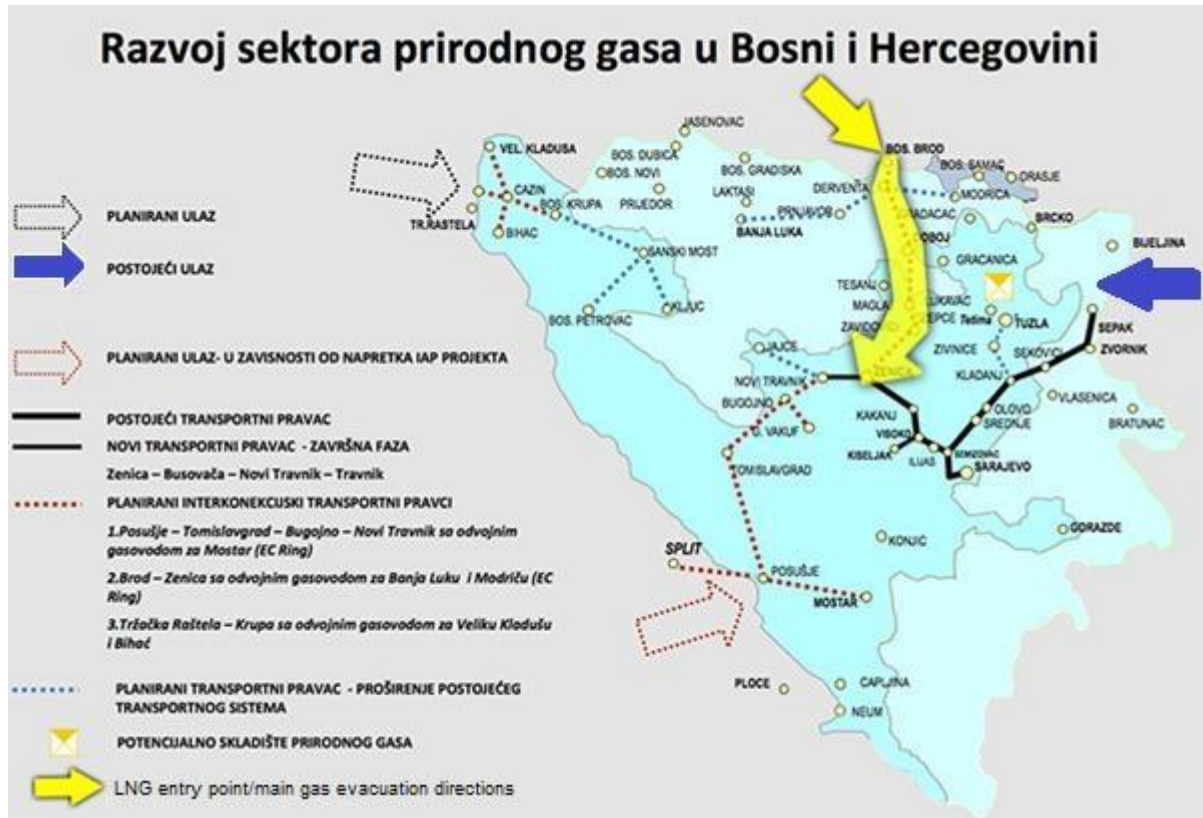 Razvoj sektora prirodnog gasa u Bosni i Hercegovini
PLANIRANI ULAZ
POSTOJEĆI ULAZ
PLANIRANI ULAZ- U ZAVISNOSTI OD NAPRETKA IAP PROJEKTA
POSTOJEĆI TRANSPORTNI PRAVAC
NOVI TRANSPORTNI PRAVAC - ZAVRŠNA FAZA
Zenica – Busovača – Novi Travnik – Travnik
PLANIRANI INTERKONEKCIJSKI TRANSPORTNI PRAVCI
1.Posušje – Tomislavgrad – Bugojno – Novi Travnik sa odvojnim
gasovodom za Mostar (EC Ring)
2.Brod – Zenica sa odvojnim gasovodom za Banja Luku i Modriču (EC
Ring)
3.Tržačka Raštela – Krupa sa odvojnim gasovodom za Veliku Kladušu
i Bihać
PLANIRANI TRANSPORTNI PRAVAC - PROŠIRENJE POSTOJEĆEG
TRANSPORTNOG SISTEMA
POTENCIJALNO SKLADIŠTE PRIRODNOG GASA
LNG entry point/main gas evacuation directions
JASENOVAC
VEL. KLADUSA
BOS. DUBICA
BOS. BROD
BOS. NOVI
BOS. GRADISKA
BOS. SAMAC
ORASJE
CAZIN
PRIJEDOR
LAKTASI
DERVENTA
MODRICA
BOS. KRUPA
PRNJAVOR
TR.RASTELA
BANJA LUKA
BRCKO
BIHAC
BIJELJINA
SANSKI MOST
GRACANICA
TESANJ
MAGLA
LUKAVAC
BOS. PETROVAC
KLJUC
Tetima
TUZLA
SEPAK
ZIVINICE
ZVORNIK
JAJCE
SEKOVICI
ZENICA
KLADANJ
NOVI TRAVNIK
VLASENICA
BUGOJNO
KAKANJ
OLOVO
BRATUNAC
G. VAKUF
VISOKO
SREDNJE
KISELJAK
ILIJAS
SEMIZOVAC
TOMISLAVGRAD
SARAJEVO
GORAZDE
KONJIC
SPLIT
POSUŠJE
MOSTAR
PLOCE
CAPLJINA
NEUM